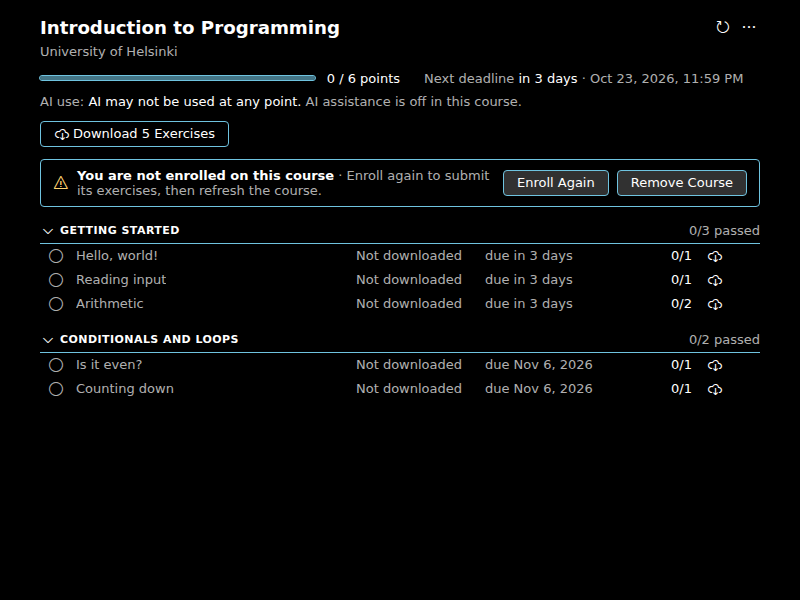 Introduction to Programming
University of Helsinki
0 / 6 points Next deadline in 3 days · Oct 23, 2026, 11:59 PM
AI use: AI may not be used at any point. AI assistance is off in this course.
Download 5 Exercises
You are not enrolled on this course · Enroll again to submit
its exercises, then refresh the course.
Enroll Again Remove Course
GETTING STARTED 0/3 passed
Hello, world! Not downloaded due in 3 days 0/1
Reading input Not downloaded due in 3 days 0/1
Arithmetic Not downloaded due in 3 days 0/2
CONDITIONALS AND LOOPS 0/2 passed
Is it even? Not downloaded due Nov 6, 2026 0/1
Counting down Not downloaded due Nov 6, 2026 0/1